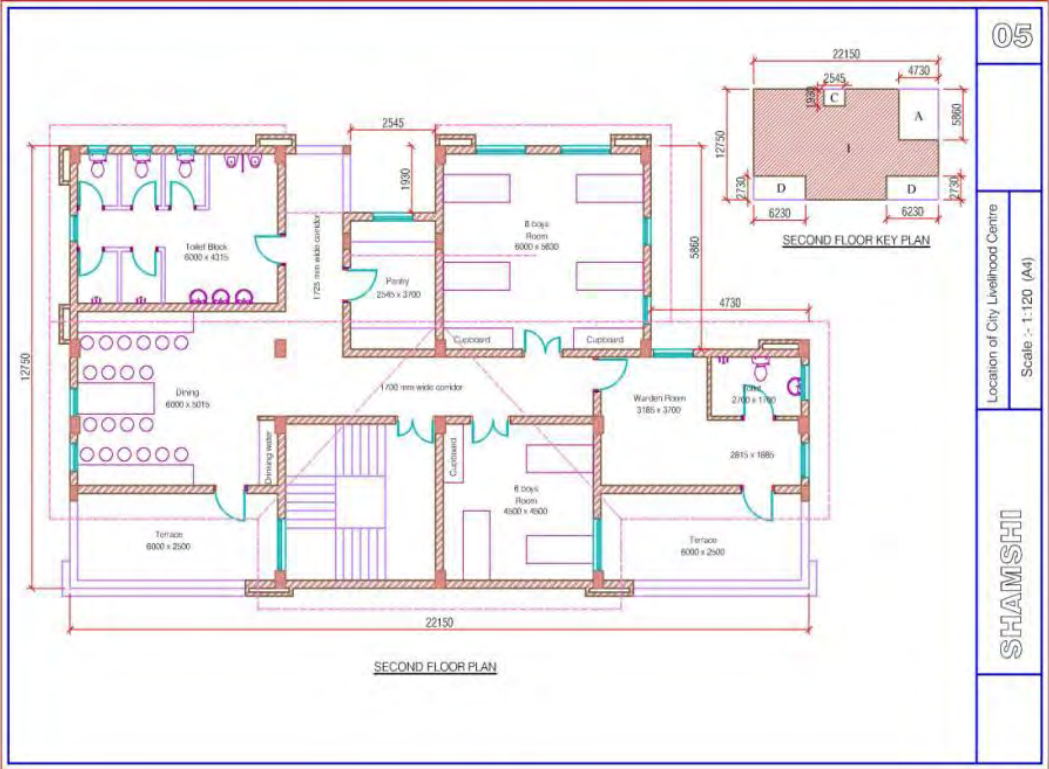 05
22150
4730
2545
1930
C
A
5860
12750
1
D
D
2730
2730
6230
6230
SECOND FLOOR KEY PLAN
2545
1930
Toilet Block
6000 x 4315
1725 mm wide corridor
Pantry
2545 x 3700
8 boys
Room
6000 x 5830
5860
4730
Cupboard
Cupboard
12750
Dining
6000 x 5015
1700 mm wide corridor
Warden Room
3185 x 3700
Toilet
2700 x 1700
2815 x 1885
Drinking water
Cupboard
6 boys
Room
4500 x 4500
Terrace
6000 x 2500
Terrace
6000 x 2500
22150
SECOND FLOOR PLAN
Location of City Livelihood Centre
Scale :- 1:120 (A4)
SHAMSHI